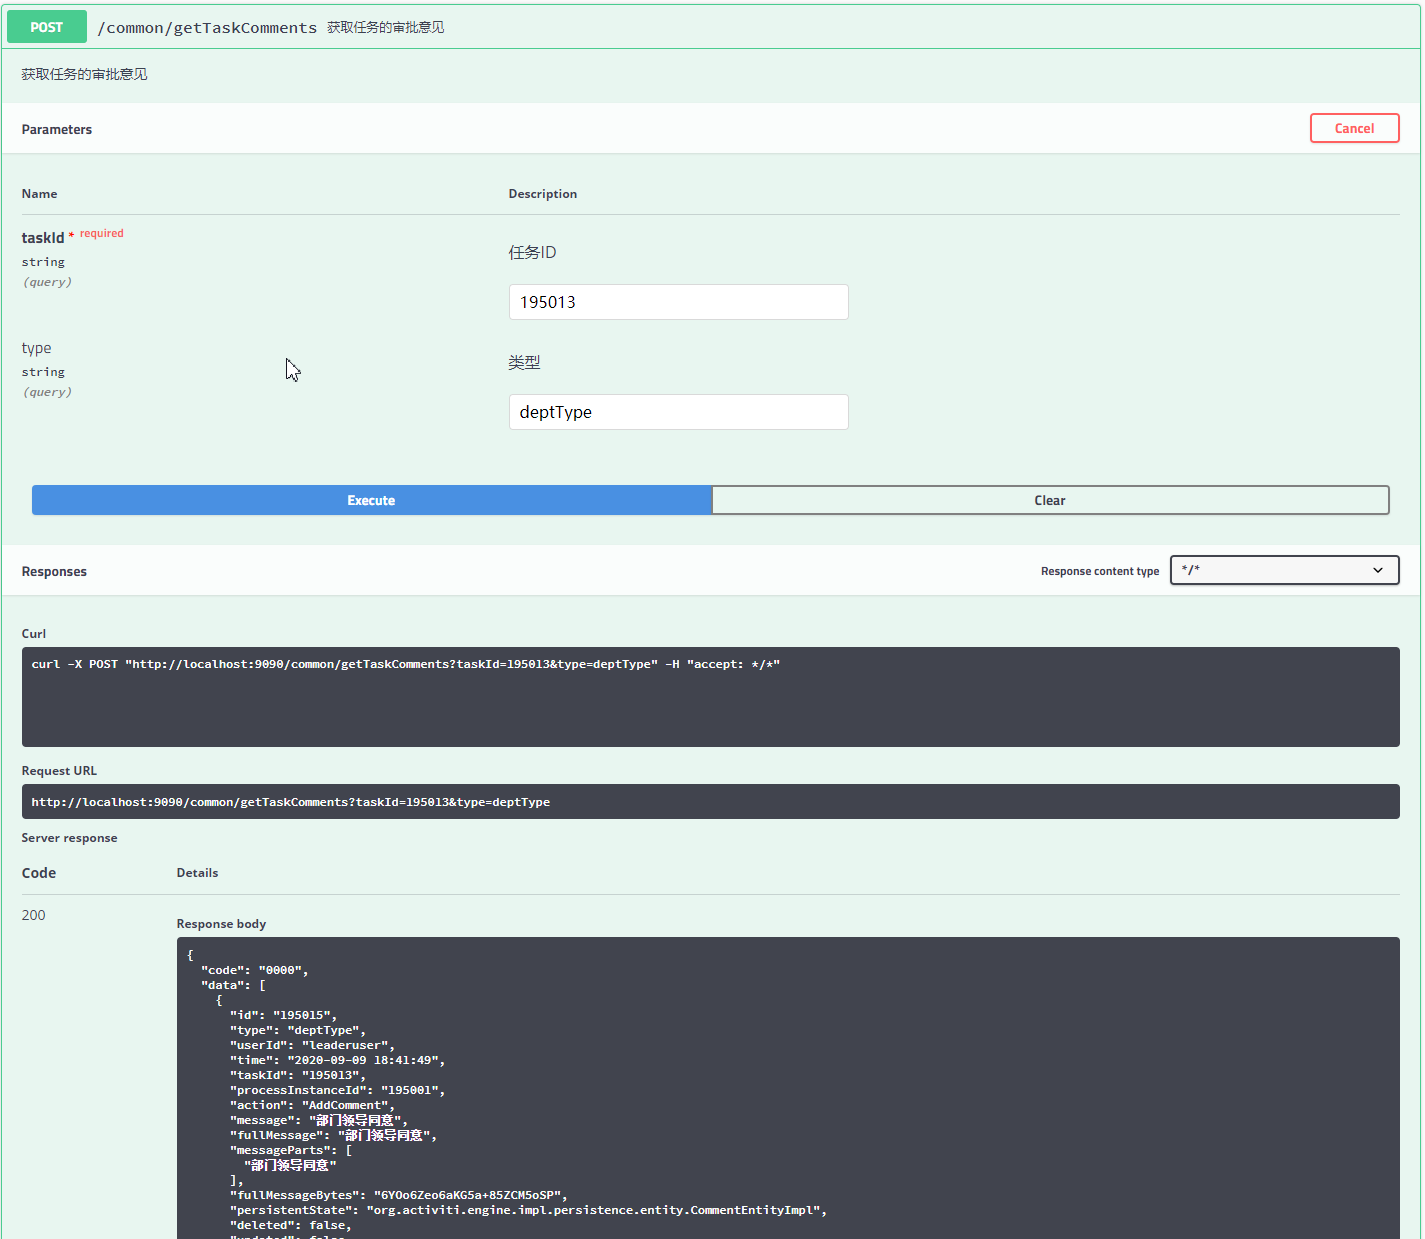 POST /common/getTaskComments 获取任务的审批意见
获取任务的审批意见
Parameters
Cancel
Name Description
taskId * required
string
(query)
任务ID
195013
type
string
(query)
类型
deptType
Execute Clear
Responses
Response content type */*
Curl
curl -X POST "http://localhost:9090/common/getTaskComments?taskId=195013&type=deptType" -H "accept: */*"
Request URL
http://localhost:9090/common/getTaskComments?taskId=195013&type=deptType
Server response
Code Details
200
Response body
{
"code": "0000",
"data": [
{
"id": "195015",
"type": "deptType",
"userId": "leaderuser",
"time": "2020-09-09 18:41:49",
"taskId": "195013",
"processInstanceId": "195001",
"action": "AddComment",
"message": "部门领导同意",
"fullMessage": "部门领导同意",
"messageParts": [
"部门领导同意"
],
"fullMessageBytes": "6YOo6Zeo6aKG5a+85ZCM5oSP",
"persistentState": "org.activiti.engine.impl.persistence.entity.CommentEntityImpl",
"deleted": false,